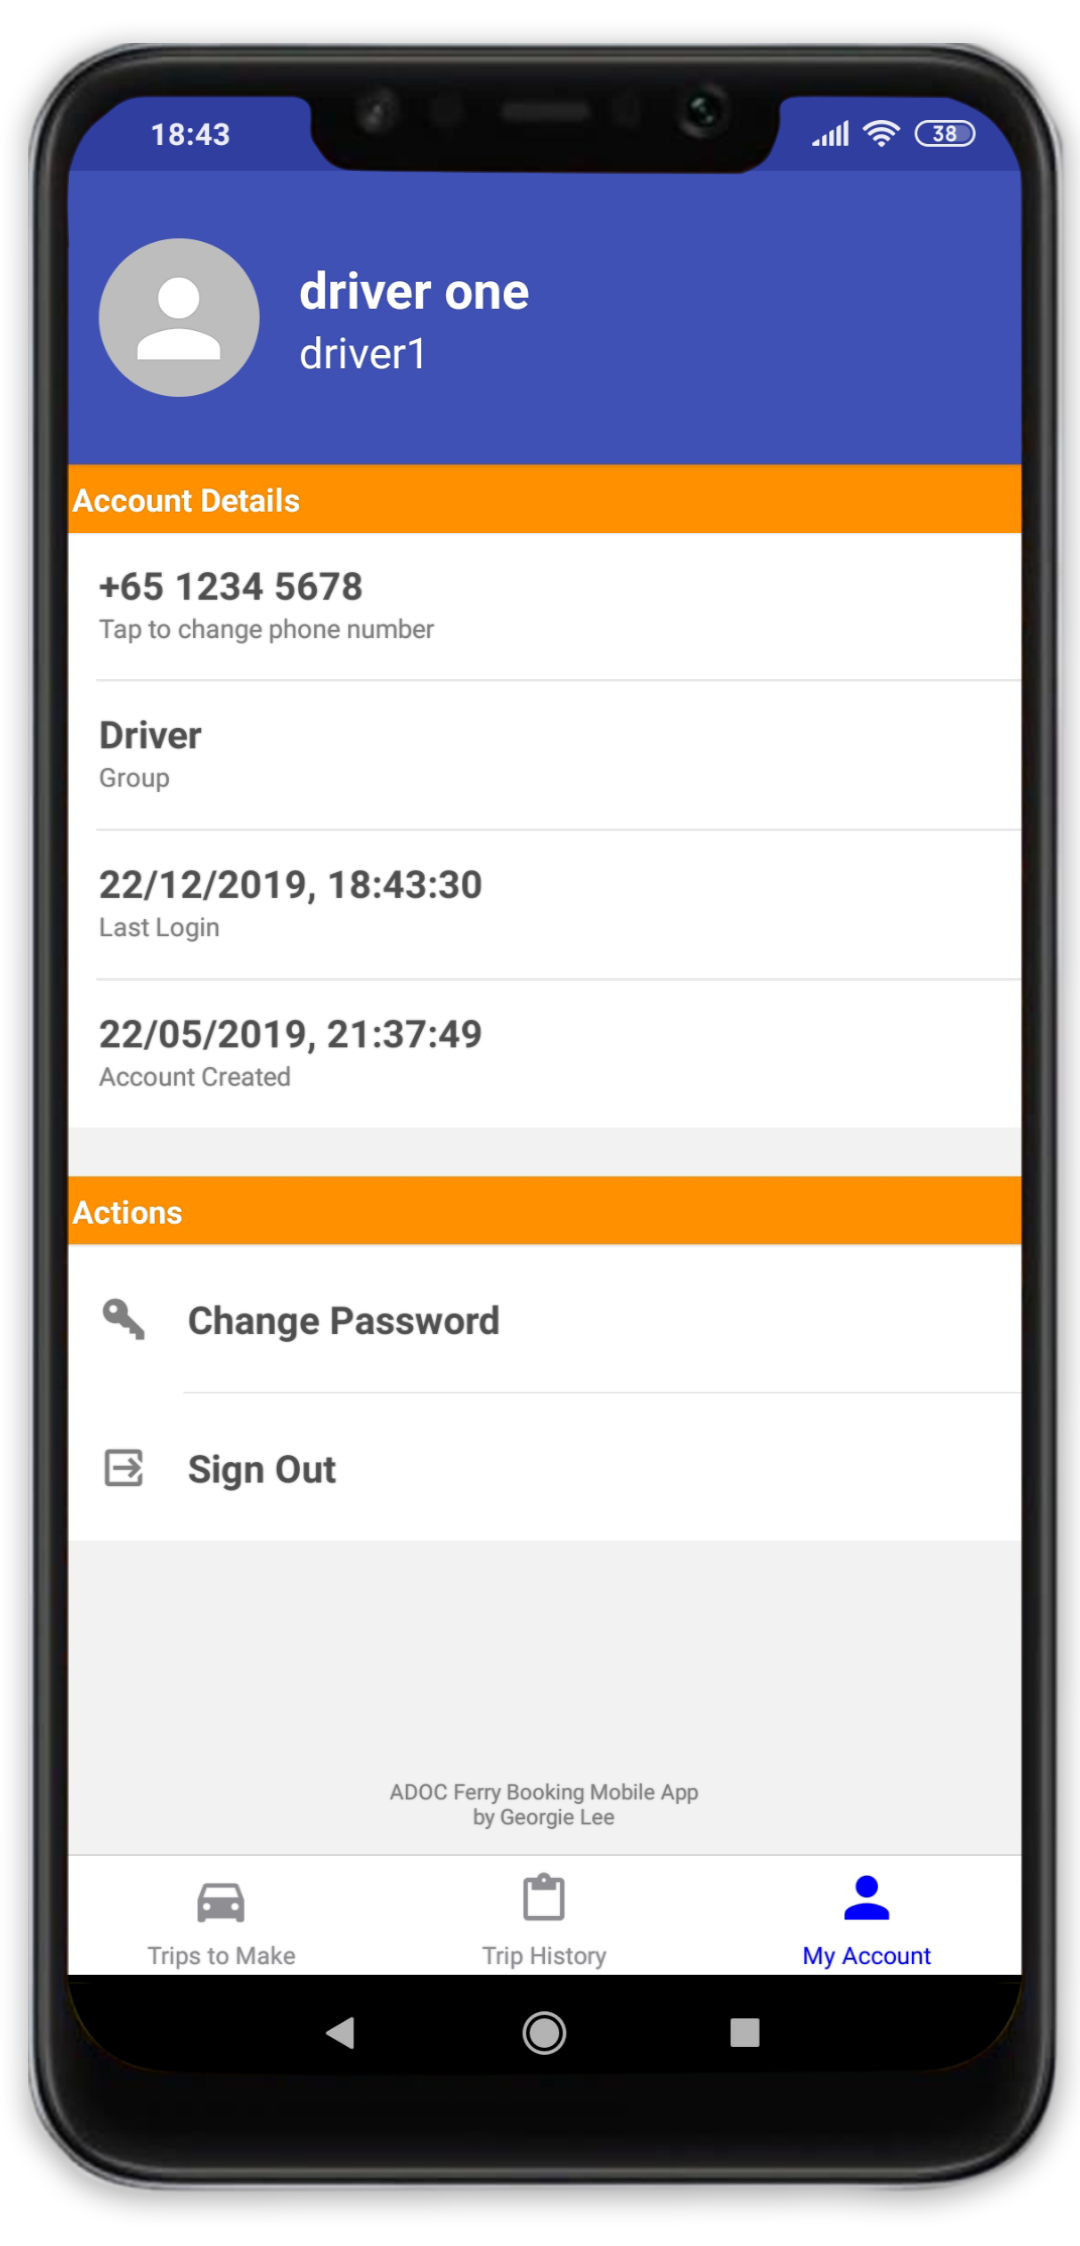 18:43
38
driver one
driver1
Account Details
+65 1234 5678
Tap to change phone number
Driver
Group
22/12/2019, 18:43:30
Last Login
22/05/2019, 21:37:49
Account Created
Actions
Change Password
Sign Out
ADOC Ferry Booking Mobile App
by Georgie Lee
Trips to Make
Trip History
My Account